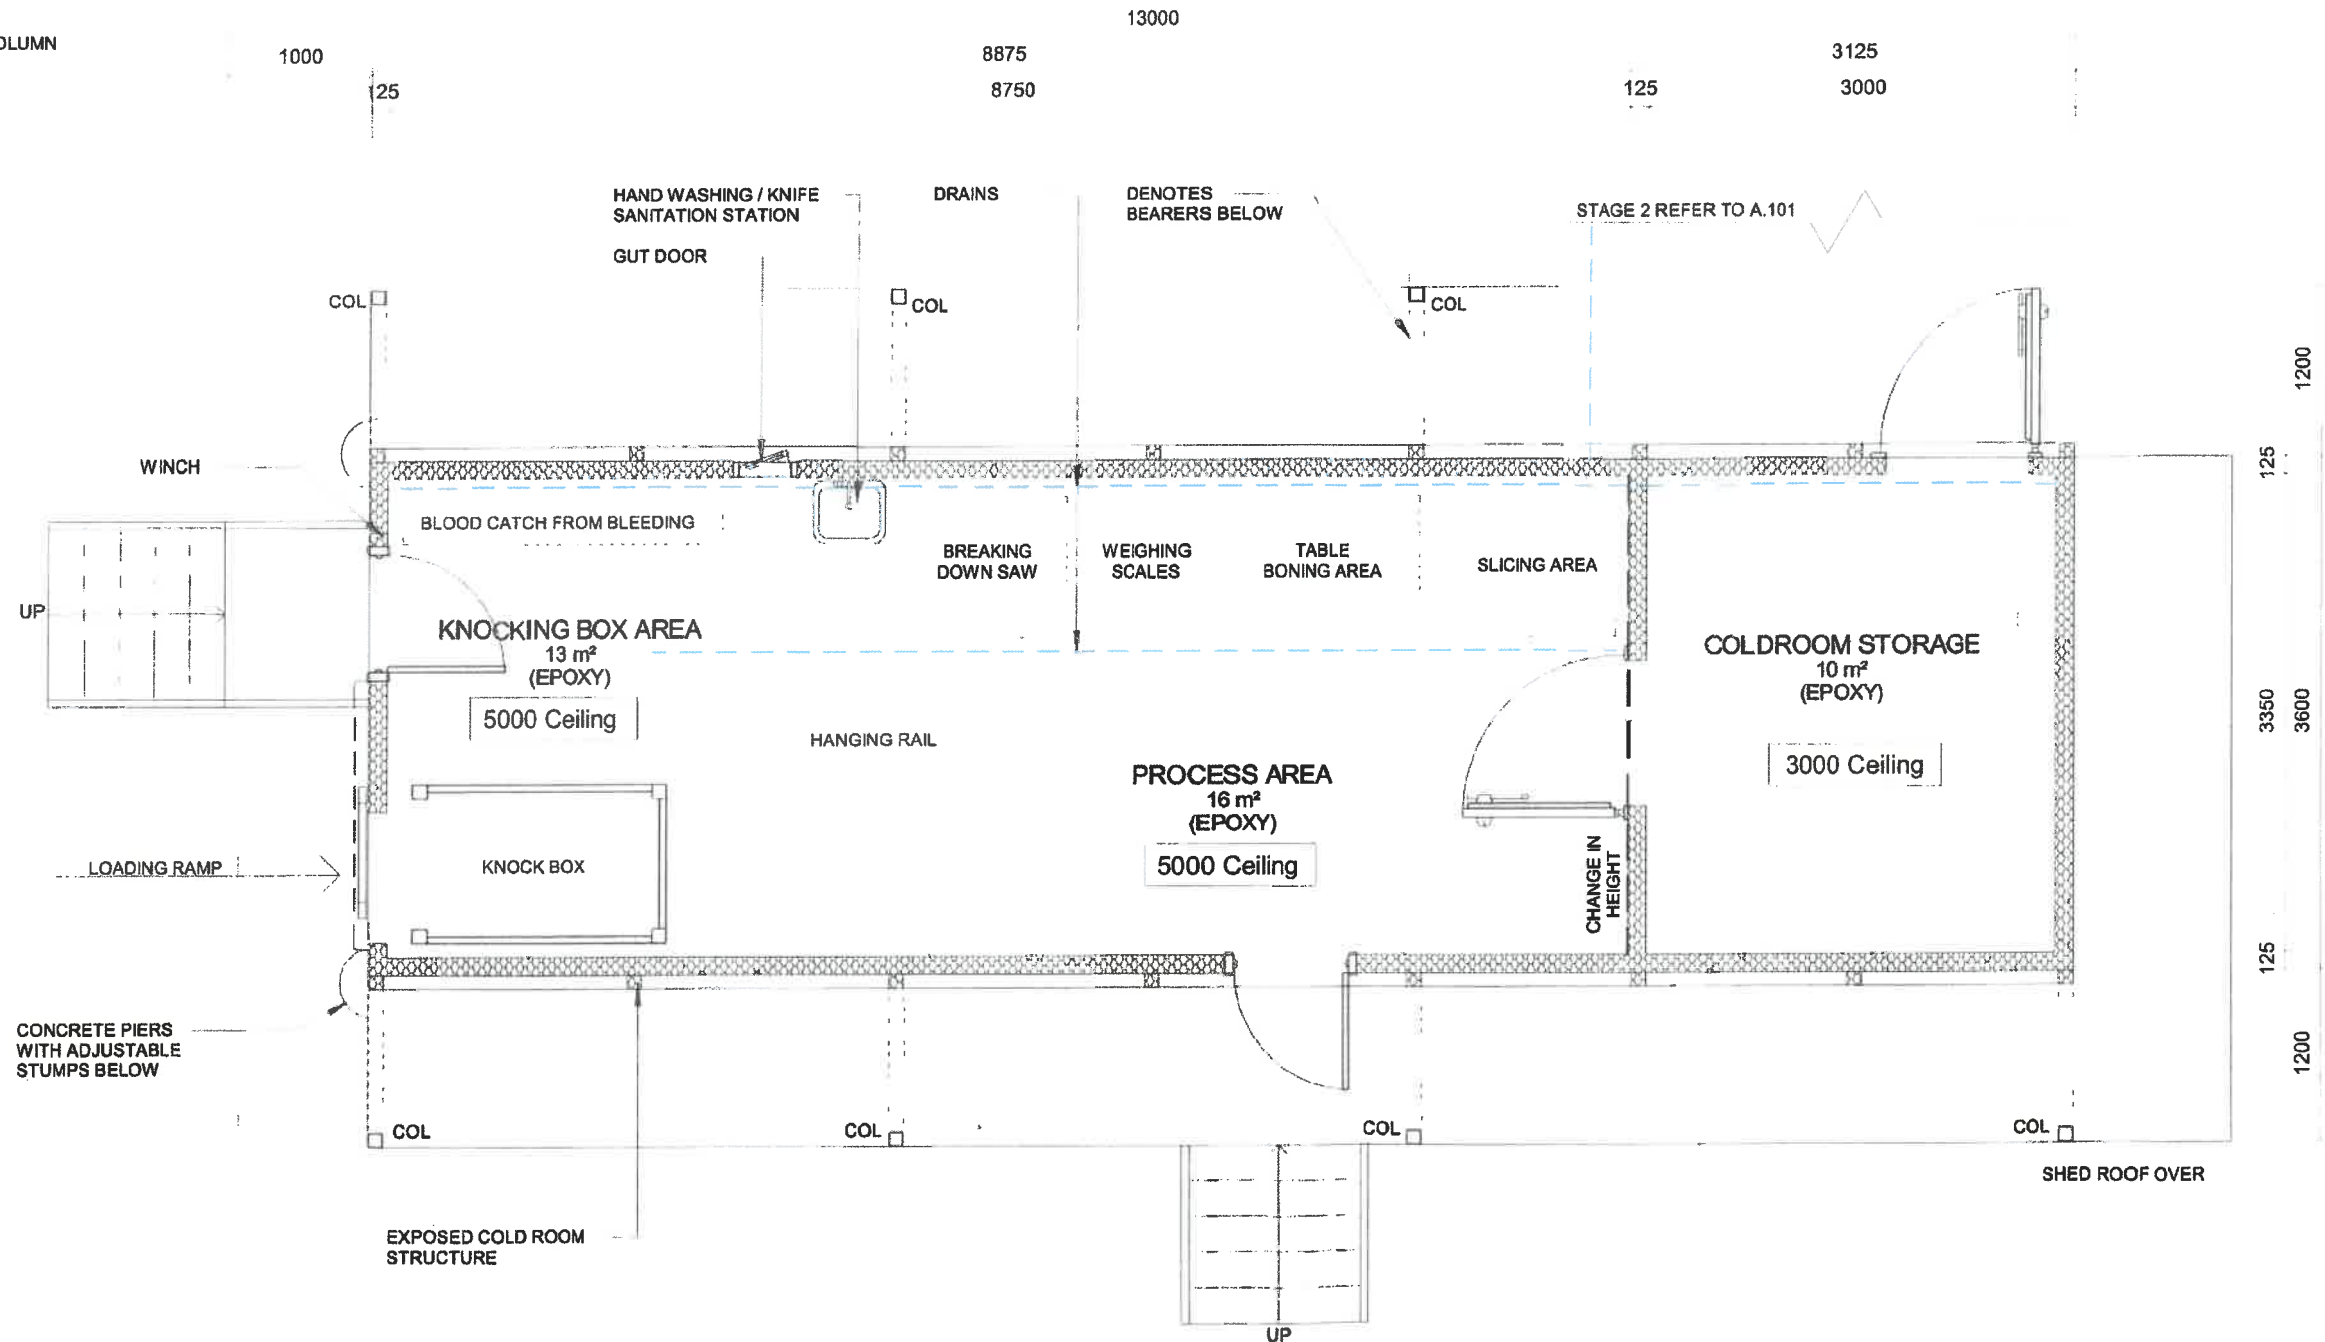 13000
OLUMN
1000
8875
3125
125
8750
125
3000
HAND WASHING / KNIFE
SANITATION STATION
DRAINS
DENOTES
BEARERS BELOW
STAGE 2 REFER TO A.101
GUT DOOR
COL
COL
COL
1200
WINCH
125
BLOOD CATCH FROM BLEEDING
BREAKING
DOWN SAW
WEIGHING
SCALES
TABLE
BONING AREA
SLICING AREA
UP
KNOCKING BOX AREA
13 m²
(EPOXY)
5000 Ceiling
COLDROOM STORAGE
10 m²
(EPOXY)
3000 Ceiling
3350
3600
HANGING RAIL
PROCESS AREA
16 m²
(EPOXY)
5000 Ceiling
LOADING RAMP
KNOCK BOX
CHANGE IN
HEIGHT
125
CONCRETE PIERS
WITH ADJUSTABLE
STUMPS BELOW
1200
COL
COL
COL
COL
SHED ROOF OVER
EXPOSED COLD ROOM
STRUCTURE
UP